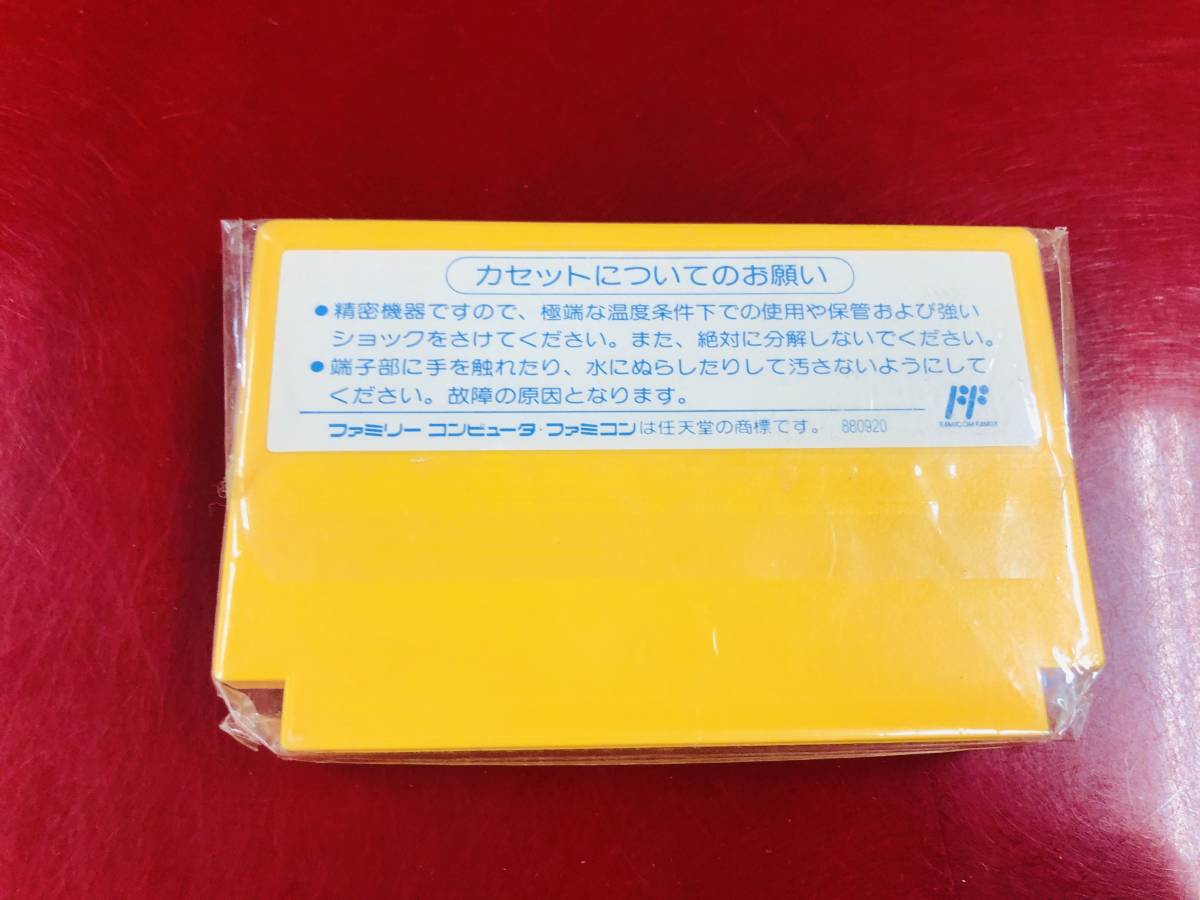 カセットについてのお願い
●精密機器ですので、極端な温度条件下での使用や保管および強い
ショックをさけてください。また、絶対に分解しないでください。
●端子部に手を触れたり、水にぬらしたりして汚さないようにして
ください。故障の原因となります。
FF
FAMICOM FAMILY
ファミリーコンピュータ・ファミコンは任天堂の商標です。 880920